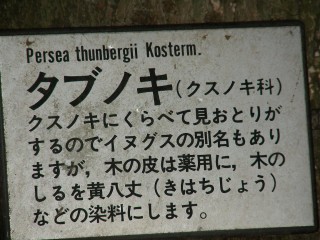 Persea thunbergii Kosterm.
タブノキ(クスノキ科)
クスノキにくらべて見おとりが
するのでイヌグスの別名もあり
ますが，木の皮は薬用に，木の
しるを黄八丈（きはちじょう）
などの染料にします。